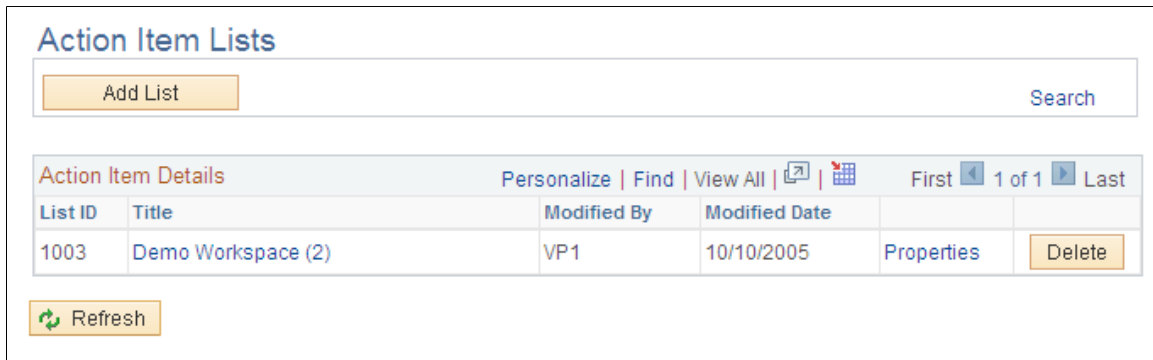 Action Item Lists
Add List
Search
Action Item Details Personalize | Find | View All | | First 1 of 1 Last
List ID Title Modified By Modified Date
1003 Demo Workspace (2) VP1 10/10/2005 Properties Delete
Refresh